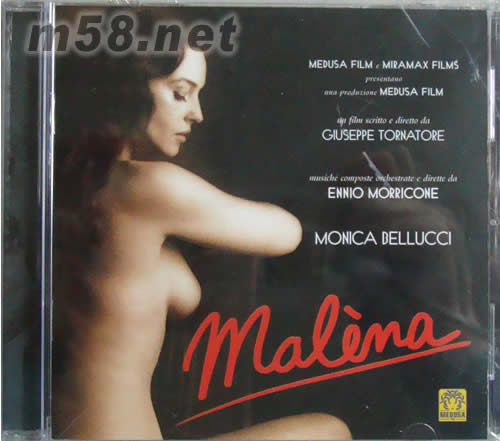 m58.net
MEDUSA FILM e MIRAMAX FILMS
presentano
una produzione MEDUSA FILM
un film scritto e diretto da
GIUSEPPE TORNATORE
musiche composte orchestrate e dirette da
ENNIO MORRICONE
MONICA BELLUCCI
Malèna
MEDUSA